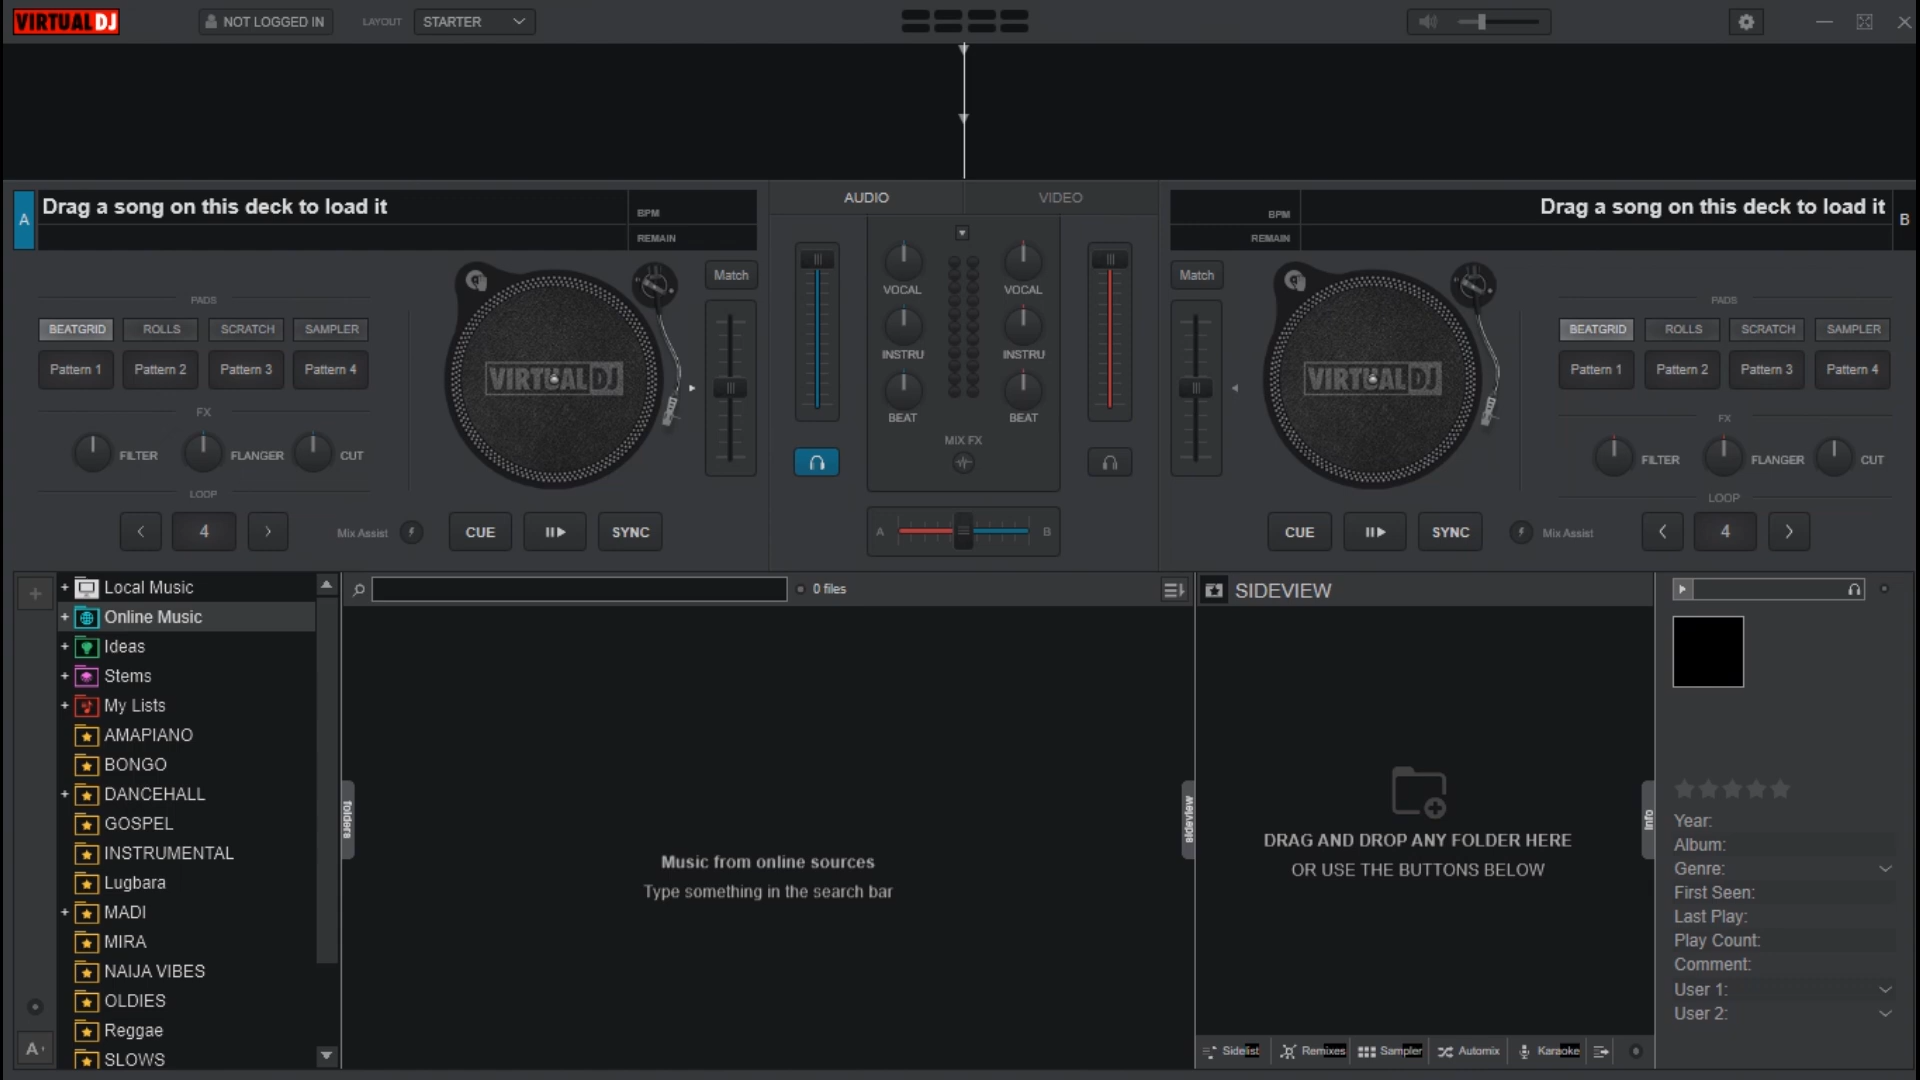 VIRTUAL DJ
NOT LOGGED IN
LAYOUT
STARTER
A
Drag a song on this deck to load it
BPM
REMAIN
AUDIO
VIDEO
BPM
REMAIN
Drag a song on this deck to load it
B
Match
Match
PADS
BEATGRID ROLLS SCRATCH SAMPLER
Pattern 1 Pattern 2 Pattern 3 Pattern 4
FX
FILTER FLANGER CUT
LOOP
4
Mix Assist
VIRTUAL DJ
CUE
SYNC
VOCAL VOCAL
INSTRU INSTRU
BEAT BEAT
MIX FX
A B
VIRTUAL DJ
CUE
SYNC
Mix Assist
PADS
BEATGRID ROLLS SCRATCH SAMPLER
Pattern 1 Pattern 2 Pattern 3 Pattern 4
FX
FILTER FLANGER CUT
LOOP
4
+ Local Music
+ Online Music
+ Ideas
+ Stems
+ My Lists
AMAPIANO
BONGO
+ DANCEHALL
GOSPEL
INSTRUMENTAL
Lugbara
+ MADI
MIRA
NAIJA VIBES
OLDIES
Reggae
SLOWS
A
folders
0 files
Music from online sources
Type something in the search bar
sideview
SIDEVIEW
DRAG AND DROP ANY FOLDER HERE
OR USE THE BUTTONS BELOW
Sidelist Remixes Sampler Automix Karaoke
info
Year:
Album:
Genre:
First Seen:
Last Play:
Play Count:
Comment:
User 1:
User 2: